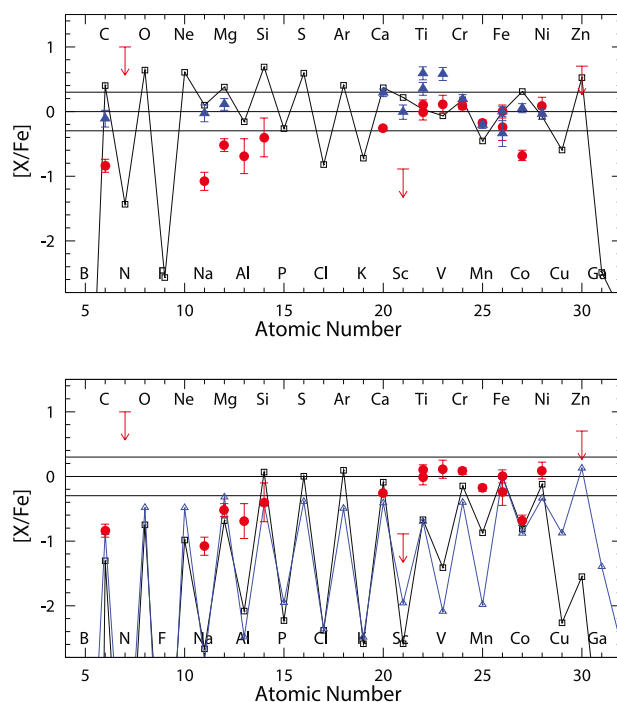 C O Ne Mg Si S Ar Ca Ti Cr Fe Ni Zn
1
0
-1
-2
[X/Fe]
B N F Na Al P Cl K Sc V Mn Co Cu Ga
5 10 15 20 25 30
Atomic Number
C O Ne Mg Si S Ar Ca Ti Cr Fe Ni Zn
1
0
-1
-2
[X/Fe]
B N F Na Al P Cl K Sc V Mn Co Cu Ga
5 10 15 20 25 30
Atomic Number